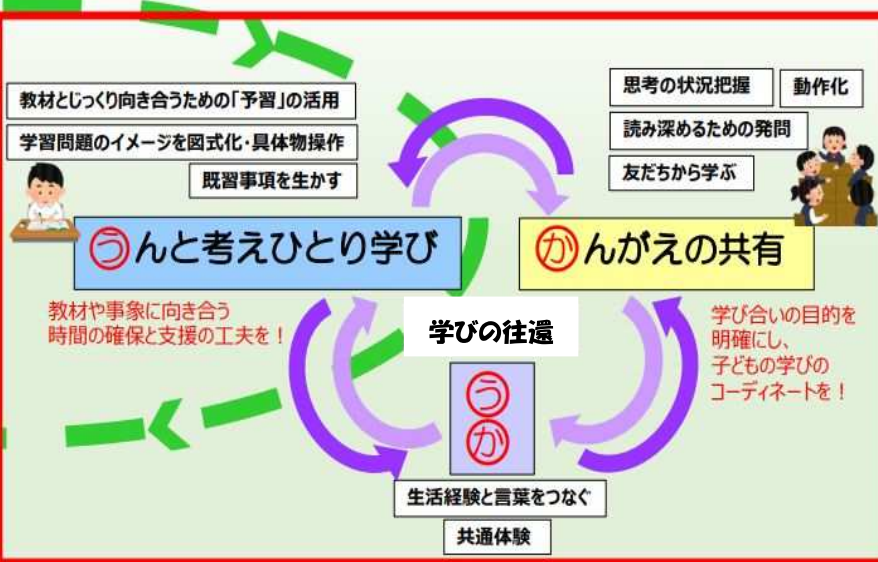 教材とじっくり向き合うための「予習」の活用
学習問題のイメージを図式化・具体物操作
既習事項を生かす
思考の状況把握
動作化
読み深めるための発問
友だちから学ぶ
うんと考えひとり学び
かんがえの共有
教材や事象に向き合う
時間の確保と支援の工夫を！
学びの往還
学び合いの目的を
明確にし、
子どもの学びの
コーディネートを！
う
か
生活経験と言葉をつなぐ
共通体験